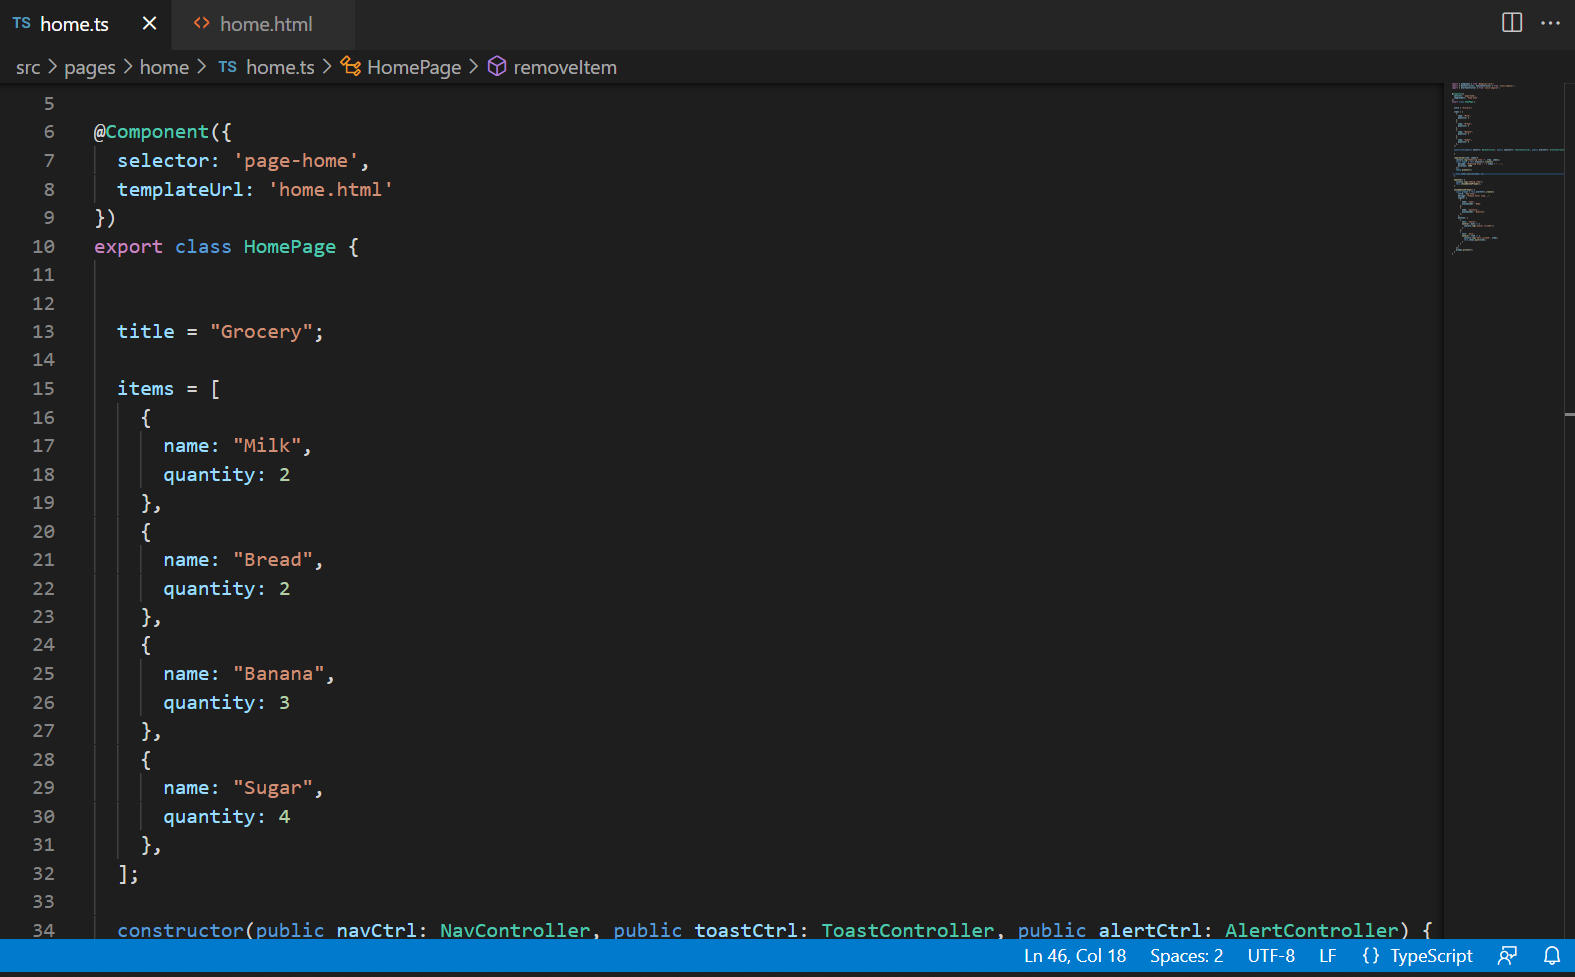 TS home.ts × <> home.html
src > pages > home > TS home.ts > HomePage > removeItem
5
6 @Component({
7   selector: 'page-home',
8   templateUrl: 'home.html'
9 })
10 export class HomePage {
11
12
13   title = "Grocery";
14
15   items = [
16     {
17       name: "Milk",
18       quantity: 2
19     },
20     {
21       name: "Bread",
22       quantity: 2
23     },
24     {
25       name: "Banana",
26       quantity: 3
27     },
28     {
29       name: "Sugar",
30       quantity: 4
31     },
32   ];
33
34   constructor(public navCtrl: NavController, public toastCtrl: ToastController, public alertCtrl: AlertController) {
Ln 46, Col 18 Spaces: 2 UTF-8 LF {} TypeScript